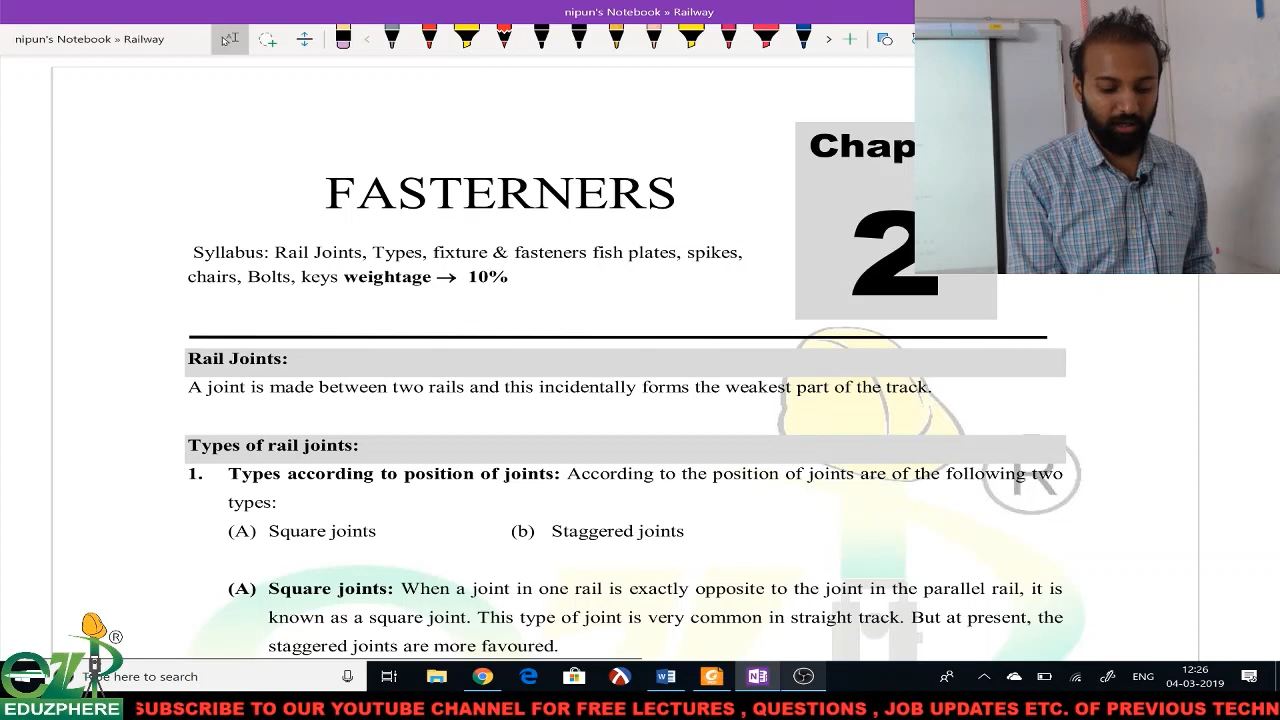 nipun's Notebook » Railway
nipun's Notebook » Railway
Chap
2
FASTERNERS
Syllabus: Rail Joints, Types, fixture & fasteners fish plates, spikes,
chairs, Bolts, keys weightage → 10%
Rail Joints:
A joint is made between two rails and this incidentally forms the weakest part of the track.
Types of rail joints:
1. Types according to position of joints: According to the position of joints are of the following two
types:
(A) Square joints (b) Staggered joints
(A) Square joints: When a joint in one rail is exactly opposite to the joint in the parallel rail, it is
known as a square joint. This type of joint is very common in straight track. But at present, the
staggered joints are more favoured.
R
®
here to search
ENG
12:26
04-03-2019
EDUZPHERE
SUBSCRIBE TO OUR YOUTUBE CHANNEL FOR FREE LECTURES , QUESTIONS , JOB UPDATES ETC. OF PREVIOUS TECHN